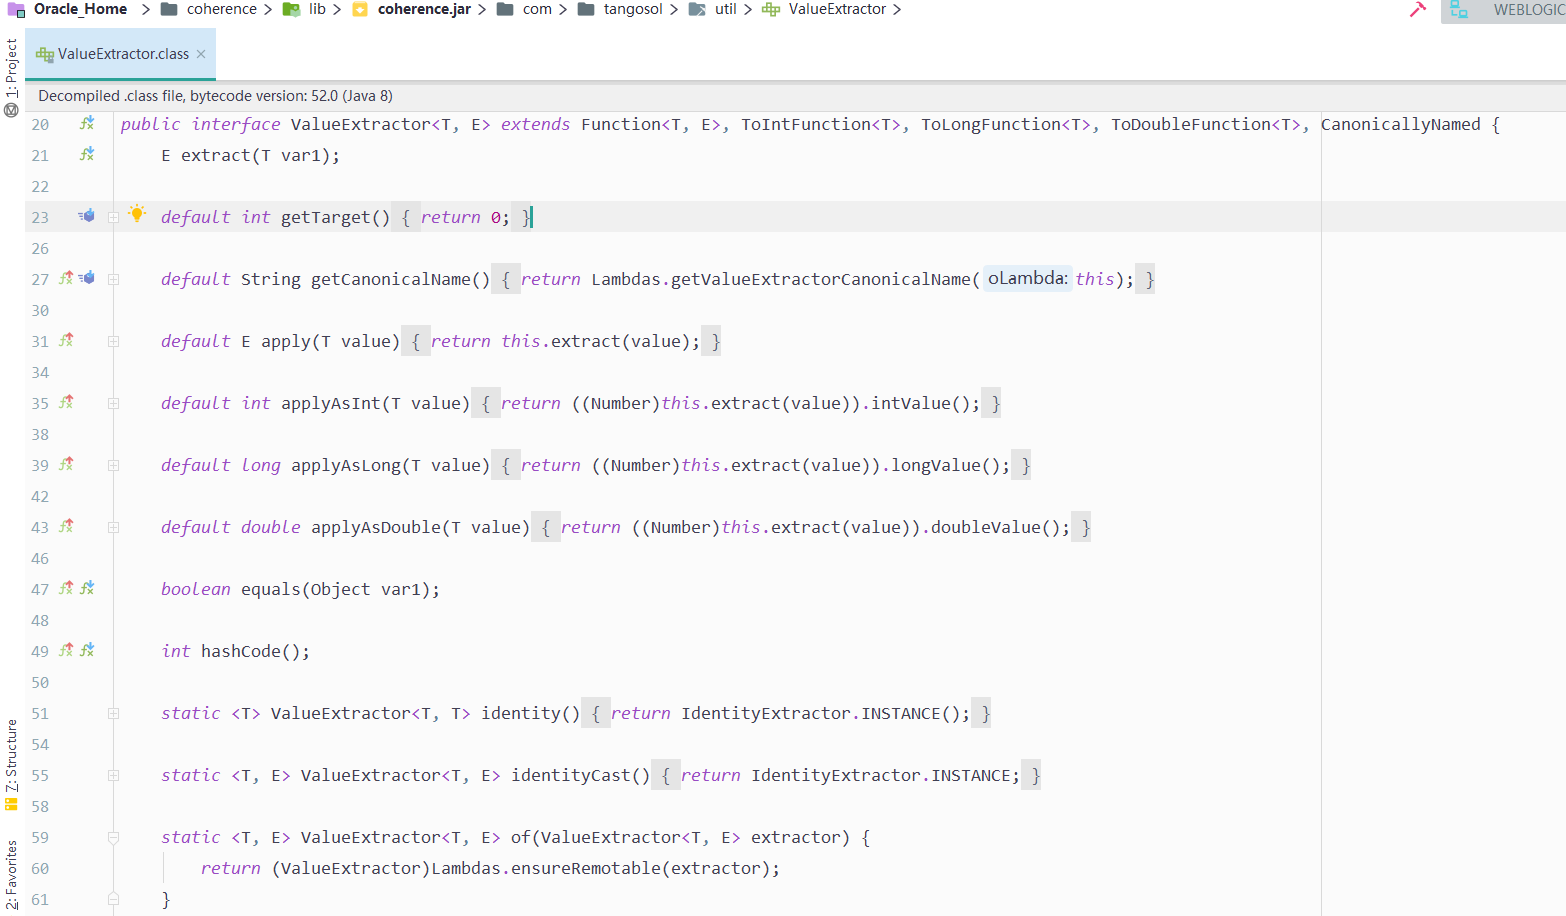 Oracle_Home > coherence > lib > coherence.jar > com > tangosol > util > ValueExtractor > WEBLOGIC
ValueExtractor.class ×
1: Project
Decompiled .class file, bytecode version: 52.0 (Java 8)
20 public interface ValueExtractor<T, E> extends Function<T, E>, ToIntFunction<T>, ToLongFunction<T>, ToDoubleFunction<T>, CanonicallyNamed {
21 E extract(T var1);
22
23 default int getTarget() { return 0; }
26
27 default String getCanonicalName() { return Lambdas.getValueExtractorCanonicalName( oLambda: this); }
30
31 default E apply(T value) { return this.extract(value); }
34
35 default int applyAsInt(T value) { return ((Number)this.extract(value)).intValue(); }
38
39 default long applyAsLong(T value) { return ((Number)this.extract(value)).longValue(); }
42
43 default double applyAsDouble(T value) { return ((Number)this.extract(value)).doubleValue(); }
46
47 boolean equals(Object var1);
48
49 int hashCode();
50
51 static <T> ValueExtractor<T, T> identity() { return IdentityExtractor.INSTANCE(); }
54
55 static <T, E> ValueExtractor<T, E> identityCast() { return IdentityExtractor.INSTANCE; }
58
59 static <T, E> ValueExtractor<T, E> of(ValueExtractor<T, E> extractor) {
60 return (ValueExtractor)Lambdas.ensureRemotable(extractor);
61 }
7: Structure
2: Favorites